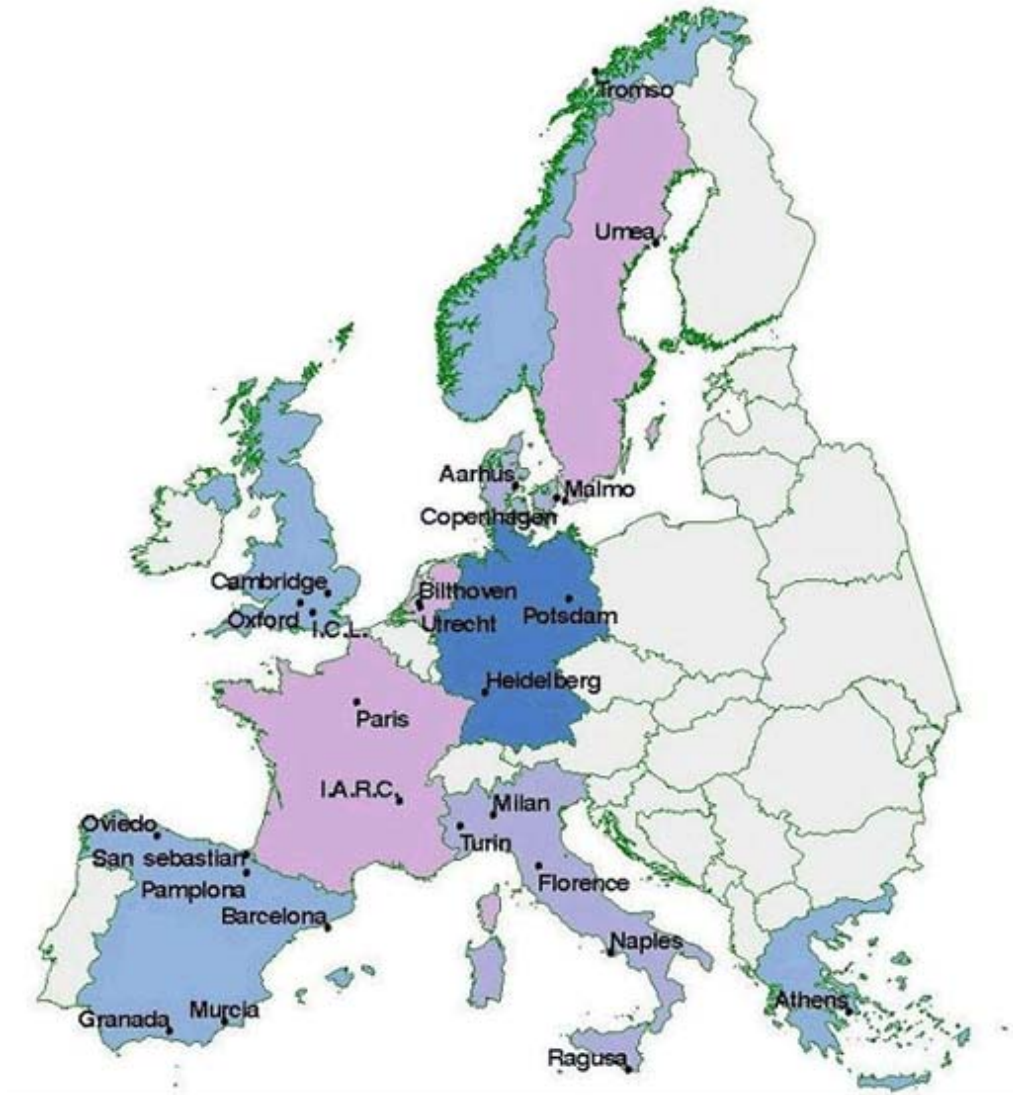 Tromso
Umea
Aarhus
Malmo
Copenhagen
Cambridge
Bilthoven
Oxford
I.C.L.
Utrecht
Potsdam
Heidelberg
Paris
I.A.R.C.
Milan
Oviedo
Turin
San sebastian
Pamplona
Florence
Barcelona
Naples
Granada
Murcia
Athens
Ragusa